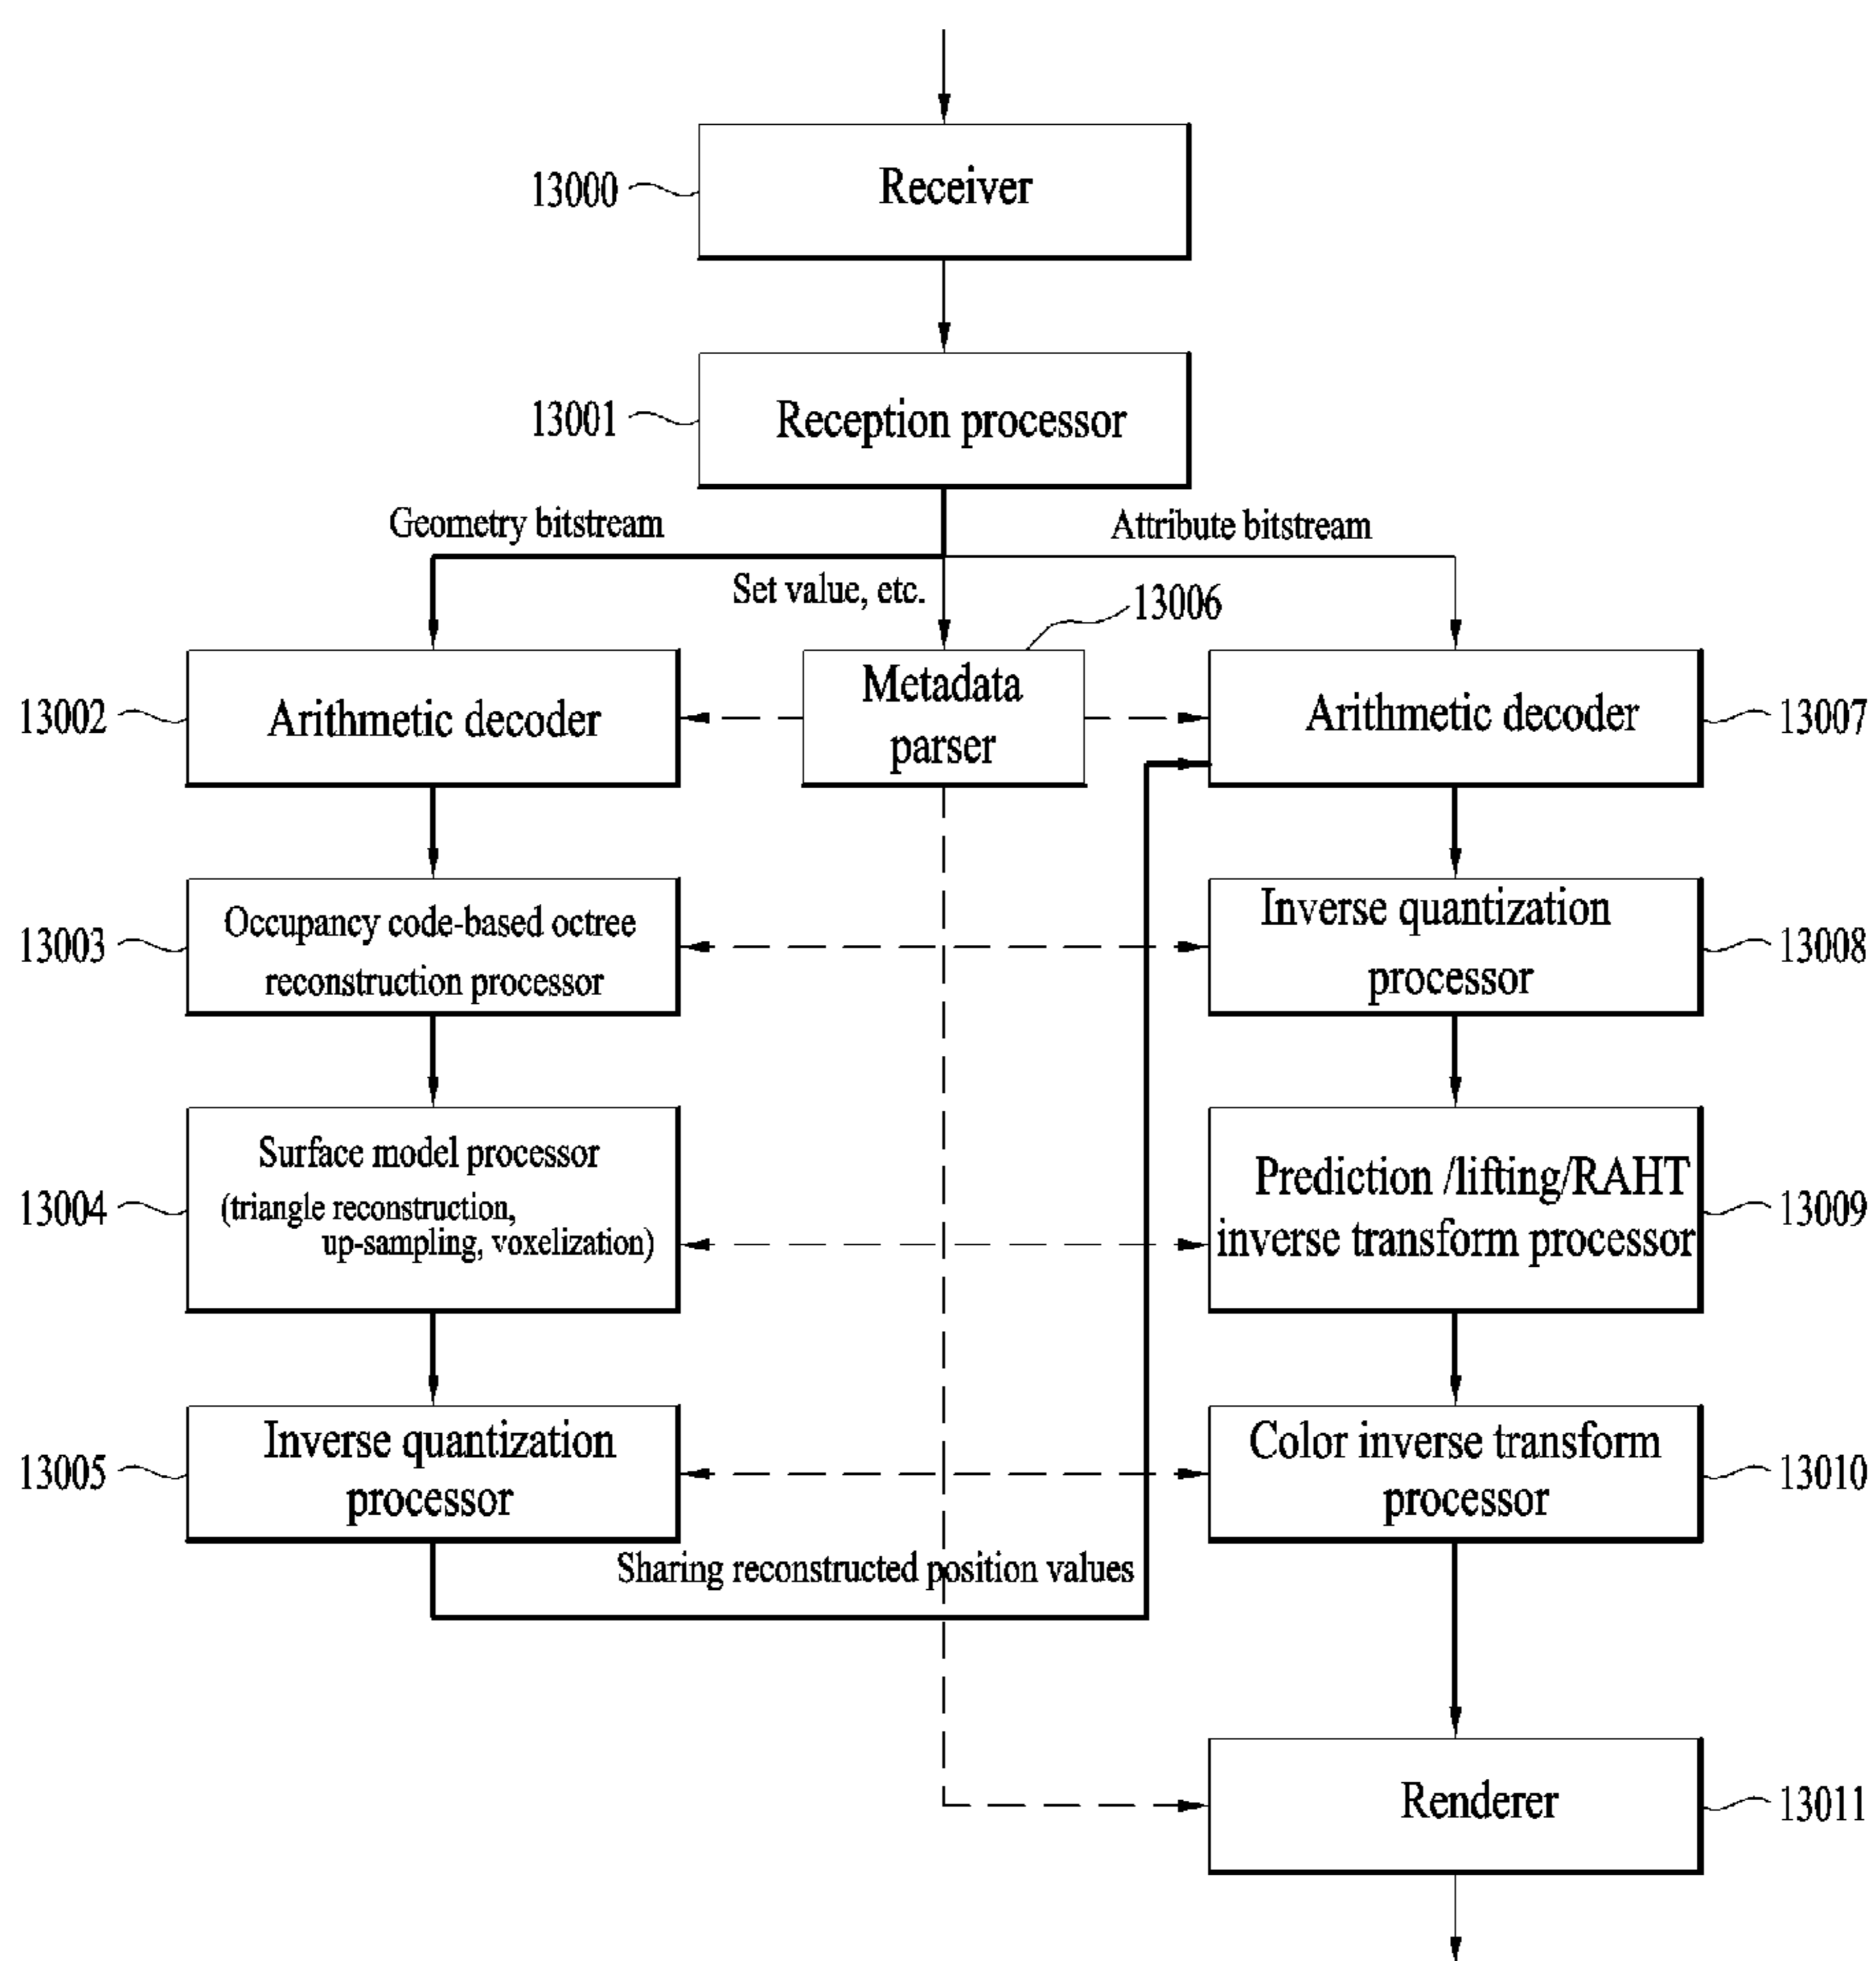 13000
Receiver
13001
Reception processor
Geometry bitstream
Attribute bitstream
Set value, etc.
13006
13002
Arithmetic decoder
Metadata
parser
Arithmetic decoder
13007
13003
Occupancy code-based octree
reconstruction processor
Inverse quantization
processor
13008
13004
Surface model processor
(triangle reconstruction,
up-sampling, voxelization)
Prediction /lifting/RAHT
inverse transform processor
13009
13005
Inverse quantization
processor
Color inverse transform
processor
13010
Sharing reconstructed position values
Renderer
13011